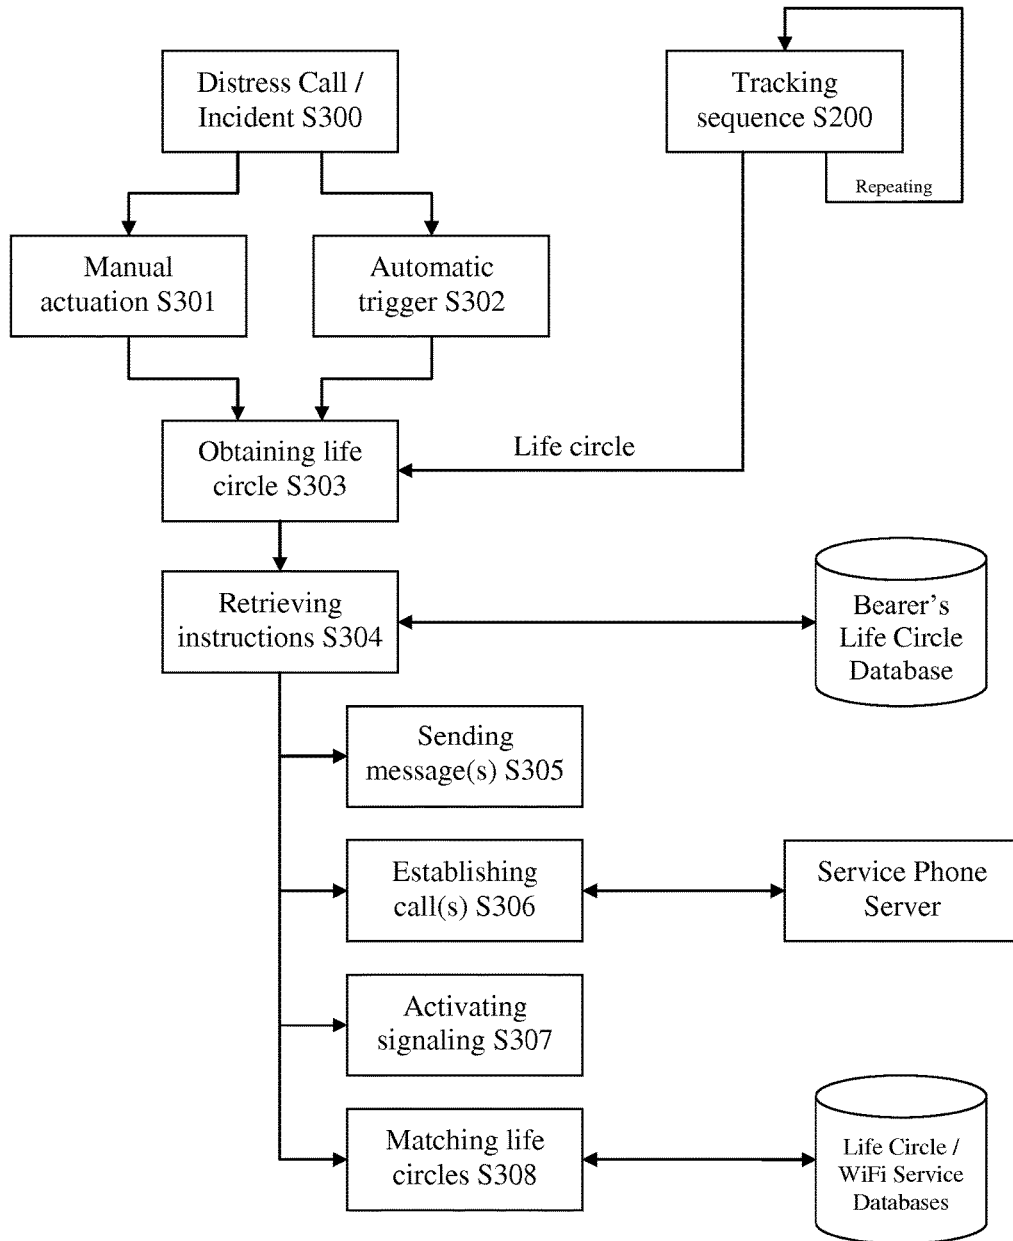 Distress Call /
Incident S300
Tracking
sequence S200
Repeating
Manual
actuation S301
Automatic
trigger S302
Obtaining life
circle S303
Life circle
Retrieving
instructions S304
Bearer's
Life Circle
Database
Sending
message(s) S305
Establishing
call(s) S306
Service Phone
Server
Activating
signaling S307
Matching life
circles S308
Life Circle /
WiFi Service
Databases